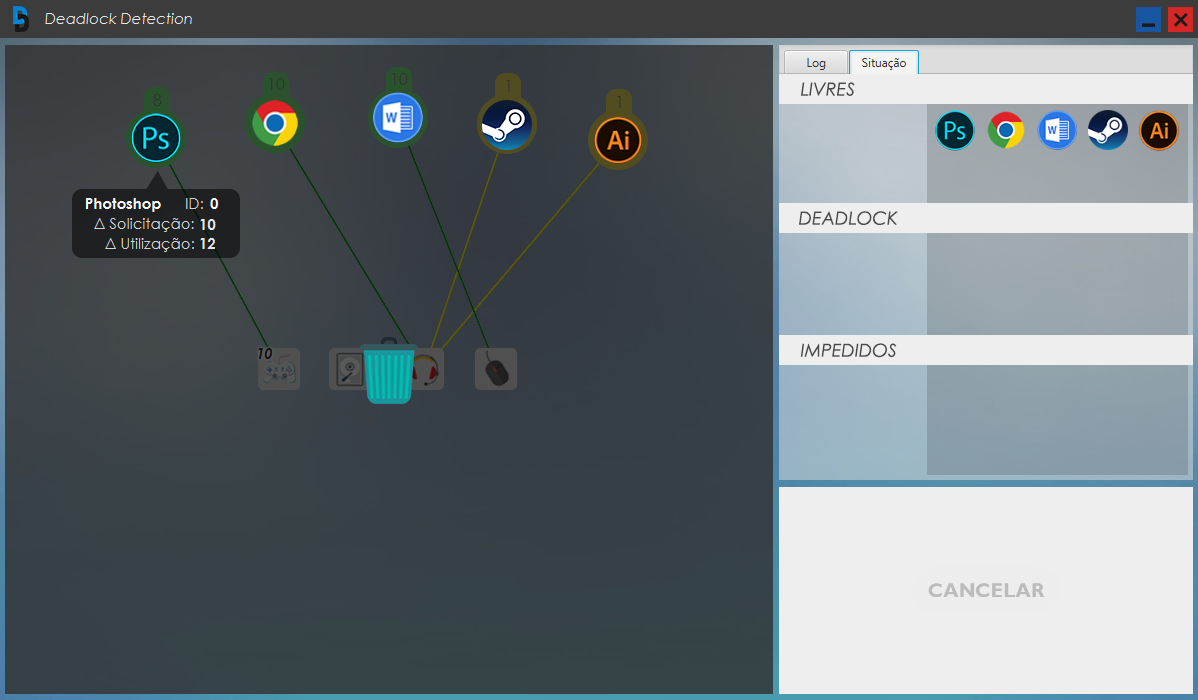 Deadlock Detection
8
10
10
1
1
Ps
Ai
Photoshop ID: 0
Δ Solicitação: 10
Δ Utilização: 12
10
Log Situação
LIVRES
Ps Ai
DEADLOCK
IMPEDIDOS
CANCELAR